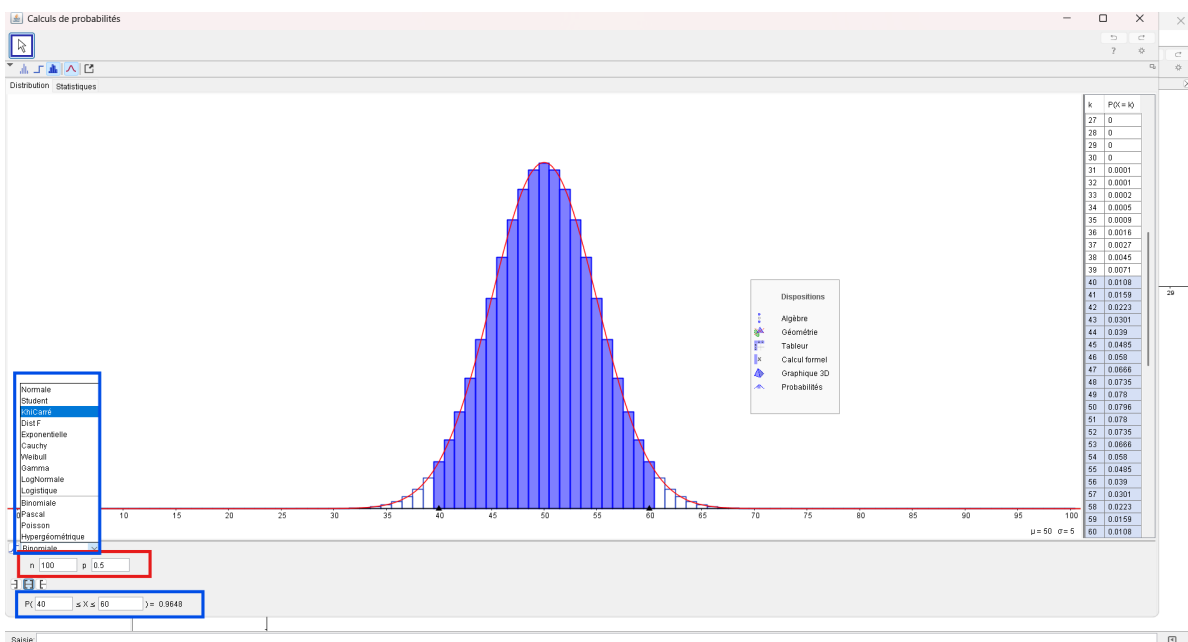 Calculs de probabilités
?
Distribution Statistiques
k P(X = k)
27 0
28 0
29 0
30 0
31 0.0001
32 0.0001
33 0.0002
34 0.0005
35 0.0009
36 0.0016
37 0.0027
38 0.0045
39 0.0071
40 0.0108
41 0.0159
42 0.0223
43 0.0301
44 0.039
45 0.0485
46 0.058
47 0.0666
48 0.0735
49 0.078
50 0.0796
51 0.078
52 0.0735
53 0.0666
54 0.058
55 0.0485
56 0.039
57 0.0301
58 0.0223
59 0.0159
60 0.0108
29
Dispositions
Algèbre
Géométrie
Tableur
Calcul formel
Graphique 3D
Probabilités
Normale
Student
KhiCarré
Dist F
Exponentielle
Cauchy
Weibull
Gamma
LogNormale
Logistique
Binomiale
Pascal
Poisson
Hypergéométrique
10 15 20 25 30 35 40 45 50 55 60 65 70 75 80 85 90 95 100
μ = 50 σ = 5
Binomiale
n 100 p 0.5
P( 40 ≤ X ≤ 60 ) = 0.9648
Saisie: